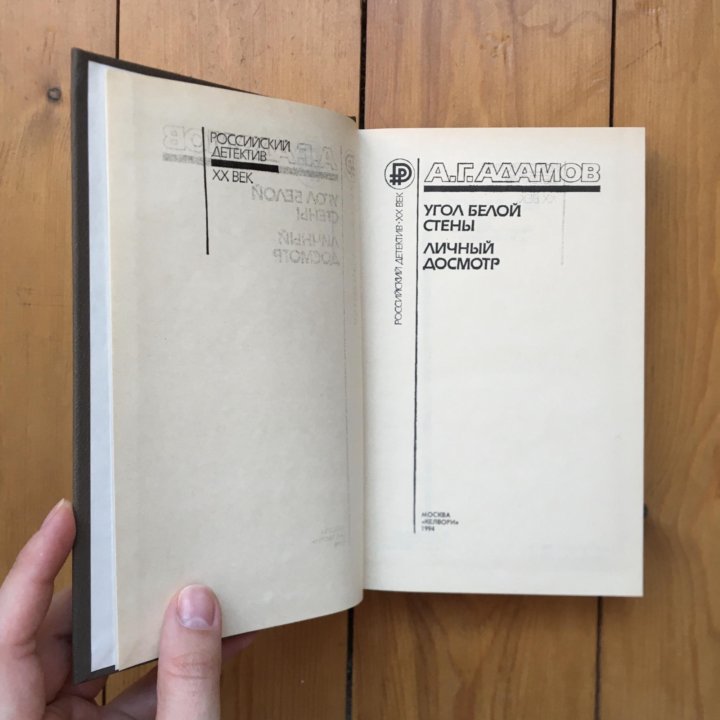 РОССИЙСКИЙ
ДЕТЕКТИВ
XX ВЕК
РОССИЙСКИЙ ДЕТЕКТИВ · XX ВЕК
А.Г. АДАМОВ
УГОЛ БЕЛОЙ
СТЕНЫ
ЛИЧНЫЙ
ДОСМОТР
МОСКВА
«КЕЛВОРИ»
1994